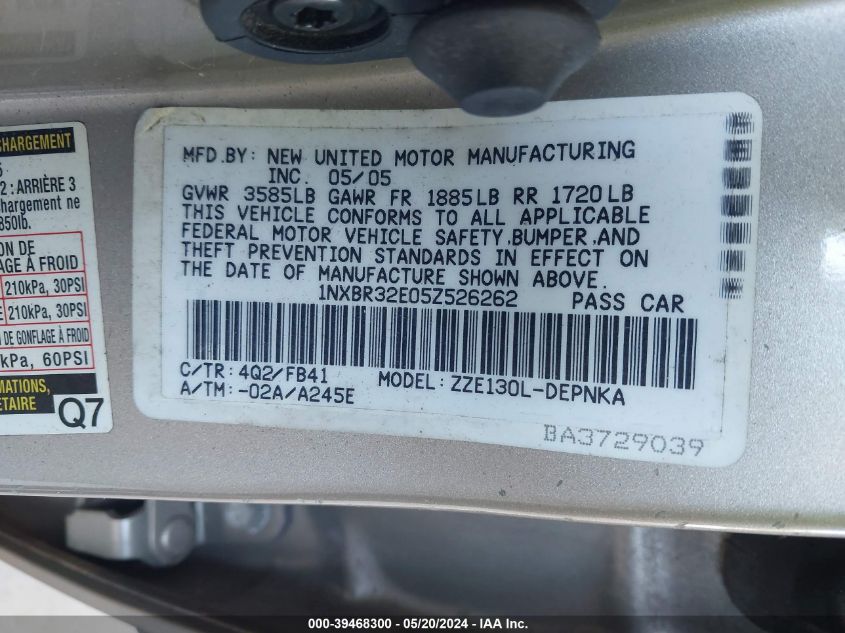 CHARGEMENT
2 : ARRIÈRE 3
chargement ne
850lb.
ION DE
LAGE À FROID
210kPa, 30PSI
210kPa, 30PSI
DE GONFLAGE À FROID
kPa, 60PSI
ETAIRE
Q7
MFD.BY: NEW UNITED MOTOR MANUFACTURING
INC. 05/05
GVWR 3585LB GAWR FR 1885LB RR 1720LB
THIS VEHICLE CONFORMS TO ALL APPLICABLE
FEDERAL MOTOR VEHICLE SAFETY,BUMPER,AND
THEFT PREVENTION STANDARDS IN EFFECT ON
THE DATE OF MANUFACTURE SHOWN ABOVE.
1NXBR32E05Z526262 PASS CAR
C/TR: 4Q2/FB41 MODEL: ZZE130L-DEPNKA
A/TM: -02A/A245E
BA3729039
000-39468300 - 05/20/2024 - IAA Inc.